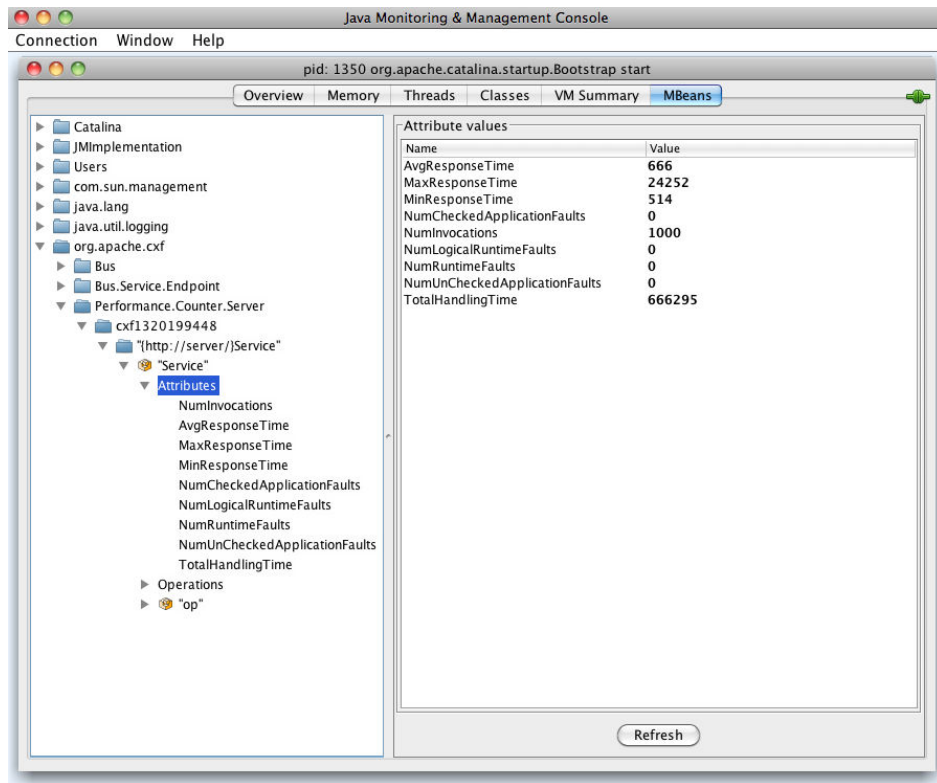 Java Monitoring & Management Console
Connection Window Help
pid: 1350 org.apache.catalina.startup.Bootstrap start
Overview Memory Threads Classes VM Summary MBeans
Catalina
JMImplementation
Users
com.sun.management
java.lang
java.util.logging
org.apache.cxf
Bus
Bus.Service.Endpoint
Performance.Counter.Server
cxf1320199448
"{http://server/}Service"
"Service"
Attributes
NumInvocations
AvgResponseTime
MaxResponseTime
MinResponseTime
NumCheckedApplicationFaults
NumLogicalRuntimeFaults
NumRuntimeFaults
NumUnCheckedApplicationFaults
TotalHandlingTime
Operations
"op"
Attribute values
Name Value
AvgResponseTime 666
MaxResponseTime 24252
MinResponseTime 514
NumCheckedApplicationFaults 0
NumInvocations 1000
NumLogicalRuntimeFaults 0
NumRuntimeFaults 0
NumUnCheckedApplicationFaults 0
TotalHandlingTime 666295
Refresh